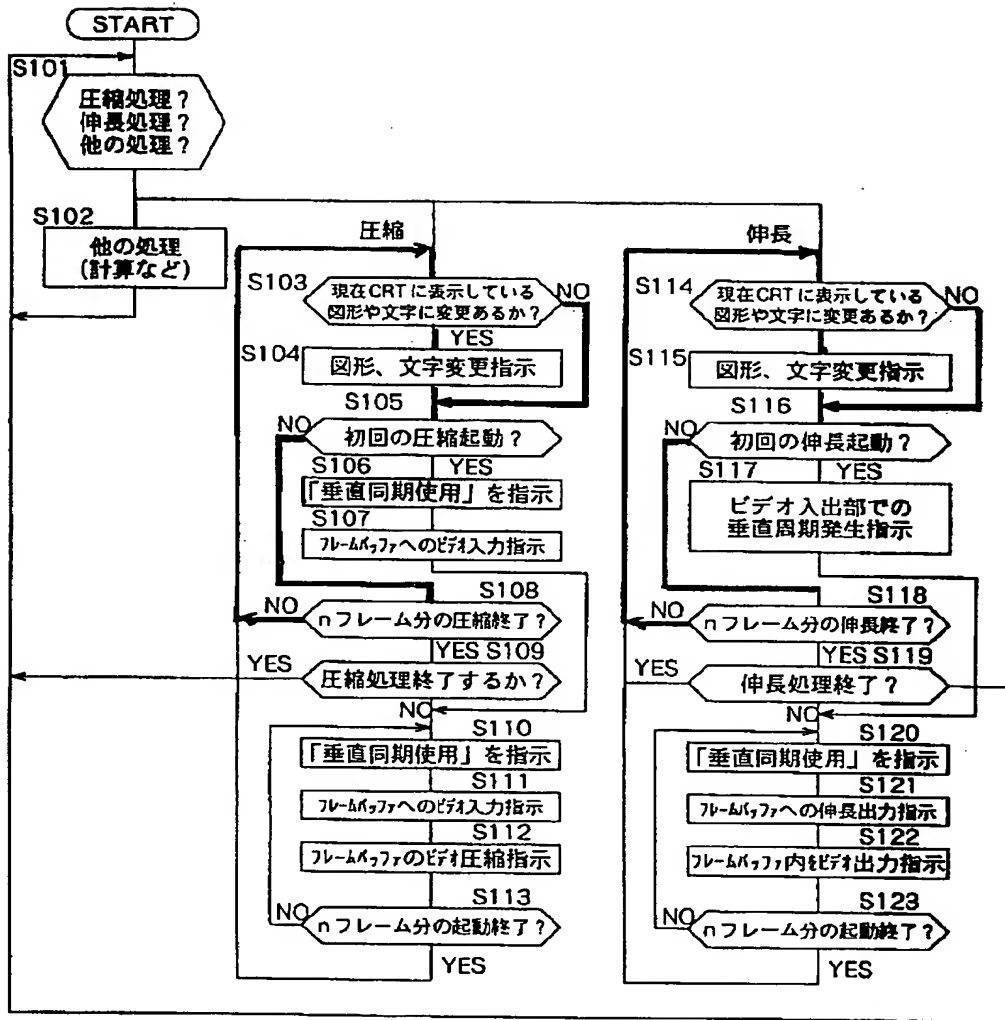 START
S101
圧縮処理？
伸長処理？
他の処理？
S102
他の処理
(計算など)
圧縮
S103
現在CRTに表示している
図形や文字に変更あるか？
NO
YES
S104
図形、文字変更指示
S105
NO
初回の圧縮起動？
S106
YES
「垂直同期使用」を指示
S107
フレームバッファへのビデオ入力指示
S108
NO
nフレーム分の圧縮終了？
YES S109
YES
圧縮処理終了するか？
NO
S110
「垂直同期使用」を指示
S111
フレームバッファへのビデオ入力指示
S112
フレームバッファのビデオ圧縮指示
S113
NO
nフレーム分の起動終了？
YES
伸長
S114
現在CRTに表示している
図形や文字に変更あるか？
NO
YES
S115
図形、文字変更指示
S116
NO
初回の伸長起動？
S117
YES
ビデオ入出部での
垂直周期発生指示
S118
NO
nフレーム分の伸長終了？
YES S119
YES
伸長処理終了？
NO
S120
「垂直同期使用」を指示
S121
フレームバッファへの伸長出力指示
S122
フレームバッファ内をビデオ出力指示
S123
NO
nフレーム分の起動終了？
YES